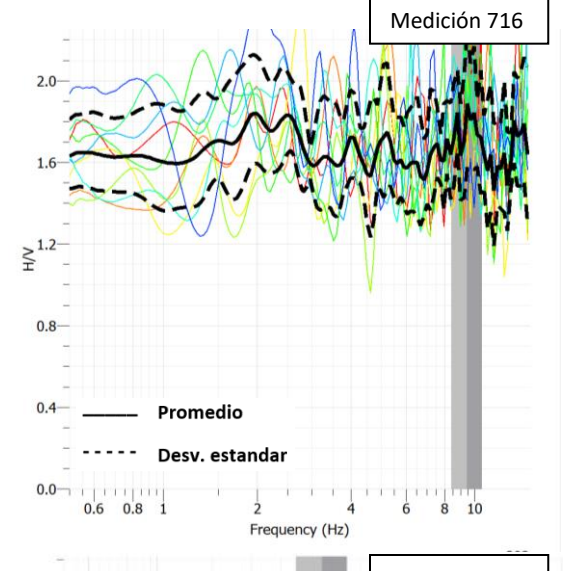 Medición 716
2.0
1.6
1.2
H/V
0.8
0.4
Promedio
Desv. estandar
0.0
0.6 0.8 1 2 4 6 8 10
Frequency (Hz)